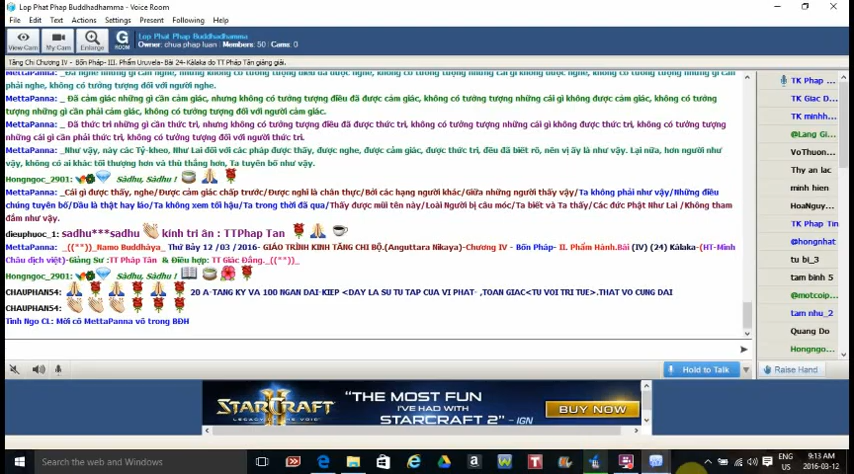 Lop Phat Phap Buddhadhamma - Voice Room
File Edit Text Actions Settings Present Following Help
View Cam My Cam Enlarge G ROOM
Lop Phat Phap Buddhadhamma
Owner: chua phap luan | Members: 50 | Cams: 0
Tăng Chi Chương IV - Bốn Pháp- III. Phẩm Uruvela- Bài 24- Kàlaka do TT Pháp Tân giảng giải.
phải nghe, không có tưởng tượng đối với người nghe.
MettaPanna: _ Đã cảm giác những gì cần cảm giác, nhưng không có tưởng tượng điều đã được cảm giác, không có tưởng tượng những cái gì không được cảm giác, không có tưởng
tượng những gì cần phải cảm giác, không có tưởng tượng đối với người cảm giác.
MettaPanna: _ Đã thức tri những gì cần thức tri, nhưng không có tưởng tượng điều đã được thức tri, không có tưởng tượng những cái gì không được thức tri, không có tưởng tượng
những cái gì cần phải thức tri, không có tưởng tượng đối với người thức tri.
MettaPanna: _ Như vậy, này các Tỷ-kheo, Như Lai đối với các pháp được thấy, được nghe, được cảm giác, được thức tri, đều đã biết rõ, nên vị ấy là như vậy. Lại nữa, hơn người như
vậy, không có ai khác tối thượng hơn và thù thắng hơn, Ta tuyên bố như vậy.
Hongngoc_2901: Sàdhu, Sàdhu !
MettaPanna: _Cái gì được thấy, nghe/Được cảm giác chấp trước/Được nghĩ là chân thực/Bởi các hạng người khác/Giữa những người thấy vậy/Ta không phải như vậy/Những điều
chúng tuyên bố/Dầu là thật hay láo/Ta không xem tối hậu/Ta trong thời đã qua/Thấy được mũi tên này/Loài Người bị câu móc/Ta biết và Ta thấy/Các đức Phật Như Lai /Không tham
đắm như vậy.
dieuphuoc_1: sadhu***sadhu kính tri ân : TTPhap Tan
MettaPanna: _((**))_Namo Buddhàya_ Thứ Bảy 12 /03 /2016- GIÁO TRÌNH KINH TĂNG CHI BỘ.(Anguttara Nikaya)-Chương IV - Bốn Pháp- II. Phẩm Hành.Bài (IV) (24) Kàlaka-(HT-Minh
Châu dịch việt)-Giảng Sư :TT Pháp Tân & Điều hợp: TT Giác Đẳng._((**))_
Hongngoc_2901: Sàdhu, Sàdhu !
CHAUPHAN54: 20 A-TANG KY VA 100 NGAN DAI-KIEP <DAY LA SU TU TAP CUA VI PHAT- ,TOAN GIAC<TU VOI TRI TUE>.THAT VO CUNG DAI
CHAUPHAN54:
Tinh Ngo CL: Mời cô MettaPanna vô trong BĐH
TK Phap ...
TK Giac D...
TK minhh...
@Lang Gi...
VoThuon...
Thy an lac
minh hien
HoaNguy...
TK Phap Tin
@hongnhat
tu bi_3
tam binh 5
@motcoip...
tam nhu_2
Quang Do
Hongngo...
Hold to Talk
Raise Hand
STARCRAFT II
LEGACY OF THE VOID
"THE MOST FUN
I'VE HAD WITH
STARCRAFT 2" - IGN
BUY NOW
Search the web and Windows
ENG
US
9:13 AM
2016-03-12